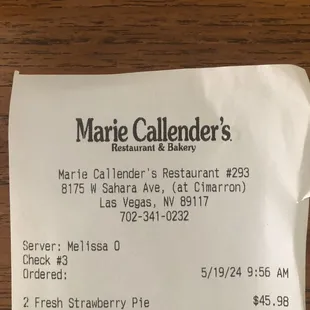 Marie Callender's
Restaurant & Bakery
Marie Callender's Restaurant #293
8175 W Sahara Ave, (at Cimarron)
Las Vegas, NV 89117
702-341-0232
Server: Melissa O
Check #3
Ordered: 5/19/24 9:56 AM
2 Fresh Strawberry Pie $45.98